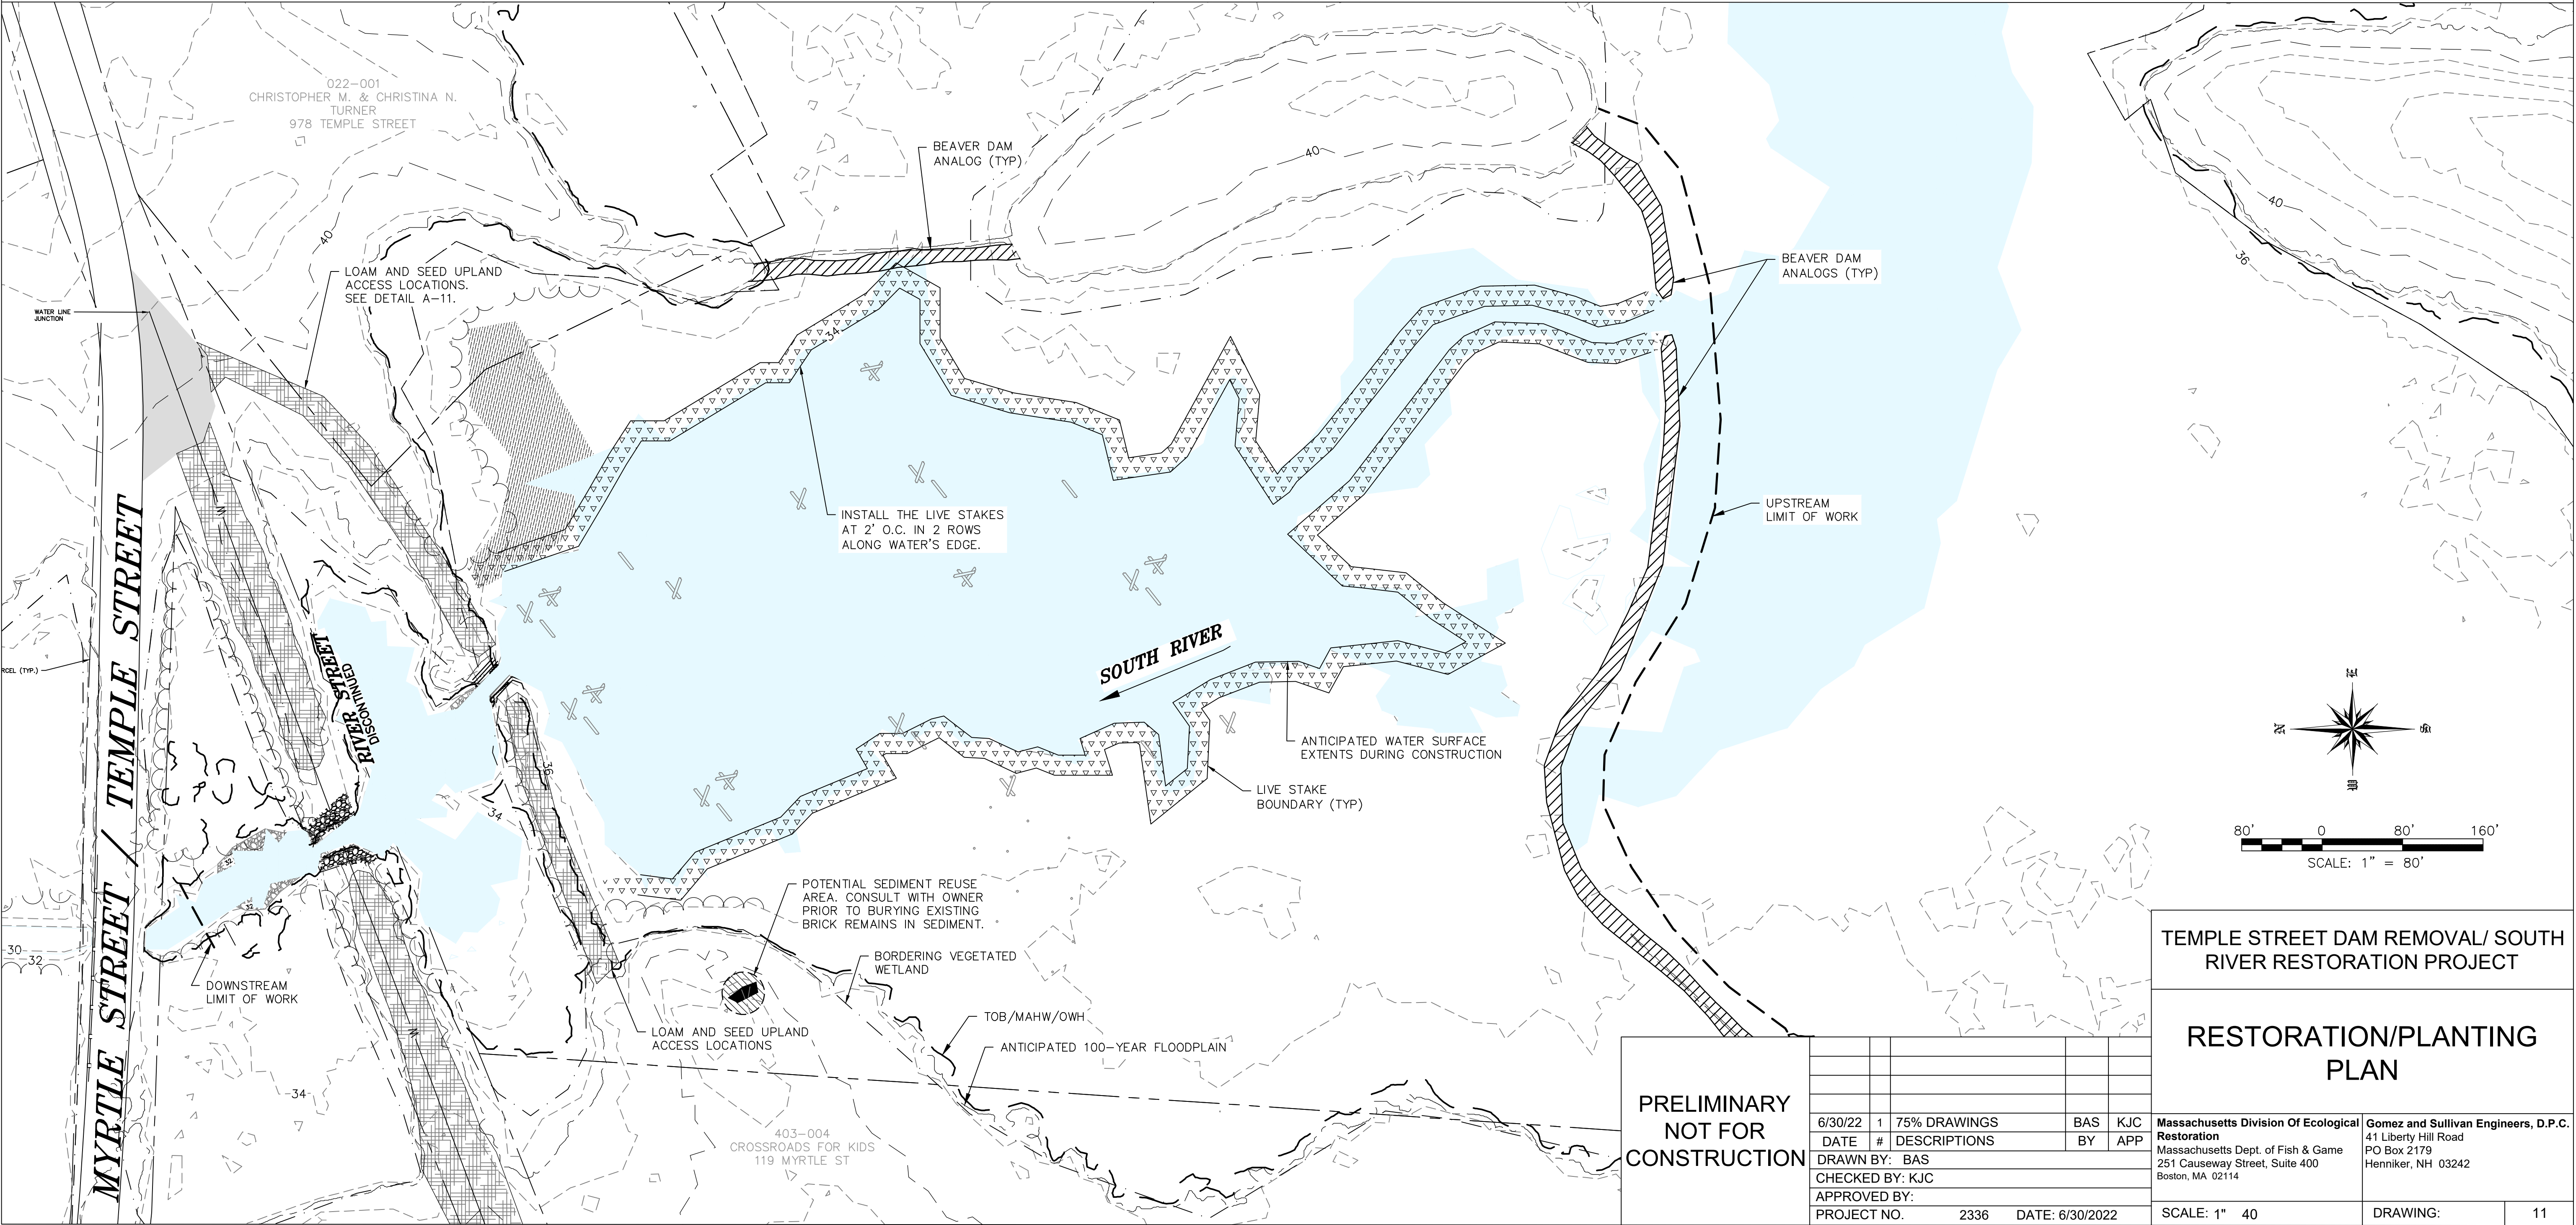 022-001
CHRISTOPHER M. & CHRISTINA N.
TURNER
978 TEMPLE STREET
40
LOAM AND SEED UPLAND
ACCESS LOCATIONS.
SEE DETAIL A-11.
WATER LINE
JUNCTION
BEAVER DAM
ANALOG (TYP)
40
34
BEAVER DAM
ANALOGS (TYP)
40
36
INSTALL THE LIVE STAKES
AT 2' O.C. IN 2 ROWS
ALONG WATER'S EDGE.
UPSTREAM
LIMIT OF WORK
W
RCEL (TYP.)
MYRTLE STREET / TEMPLE STREET
RIVER STREET
DISCONTINUED
SOUTH RIVER
ANTICIPATED WATER SURFACE
EXTENTS DURING CONSTRUCTION
LIVE STAKE
BOUNDARY (TYP)
36
34
32
32
30
32
34
W
DOWNSTREAM
LIMIT OF WORK
POTENTIAL SEDIMENT REUSE
AREA. CONSULT WITH OWNER
PRIOR TO BURYING EXISTING
BRICK REMAINS IN SEDIMENT.
BORDERING VEGETATED
WETLAND
TOB/MAHW/OWH
ANTICIPATED 100-YEAR FLOODPLAIN
LOAM AND SEED UPLAND
ACCESS LOCATIONS
403-004
CROSSROADS FOR KIDS
119 MYRTLE ST
E
N
S
W
80' 0 80' 160'
SCALE: 1" = 80'
PRELIMINARY
NOT FOR
CONSTRUCTION
6/30/22 1 75% DRAWINGS BAS KJC
DATE # DESCRIPTIONS BY APP
DRAWN BY: BAS
CHECKED BY: KJC
APPROVED BY:
PROJECT NO. 2336 DATE: 6/30/2022
TEMPLE STREET DAM REMOVAL/ SOUTH
RIVER RESTORATION PROJECT
RESTORATION/PLANTING
PLAN
Massachusetts Division Of Ecological
Restoration
Massachusetts Dept. of Fish & Game
251 Causeway Street, Suite 400
Boston, MA 02114
Gomez and Sullivan Engineers, D.P.C.
41 Liberty Hill Road
PO Box 2179
Henniker, NH 03242
SCALE: 1" 40
DRAWING: 11